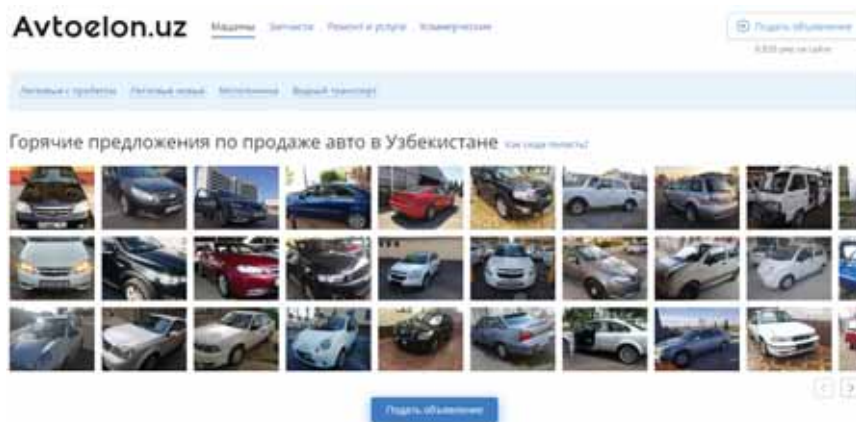 Avtoelon.uz Машины Запчасти Ремонт и услуги Коммерческие Подать объявление
Легковые с пробегом Легковые новые Мототехника Водный транспорт
Горячие предложения по продаже авто в Узбекистане Как сюда попасть?
Подать объявление